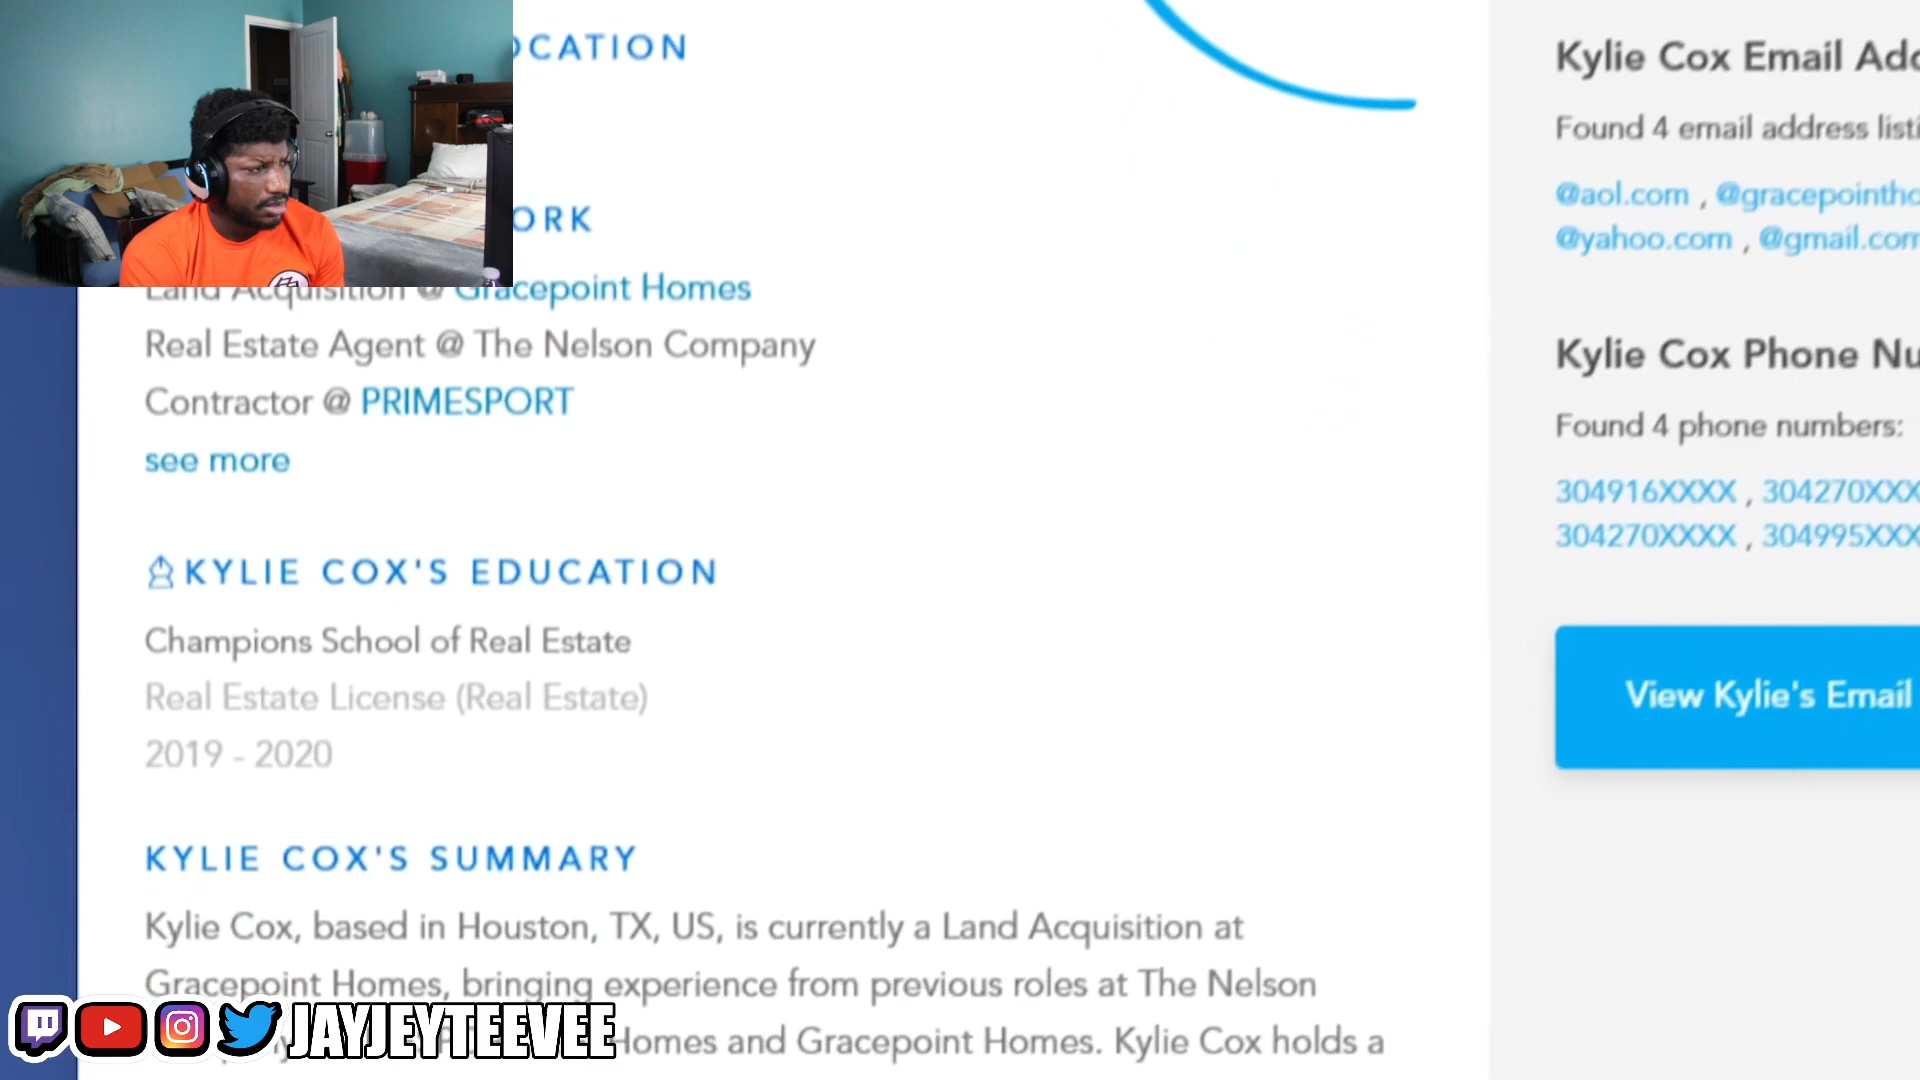 OCATION
ORK
Land Acquisition @ Gracepoint Homes
Real Estate Agent @ The Nelson Company
Contractor @ PRIMESPORT
see more
KYLIE COX'S EDUCATION
Champions School of Real Estate
Real Estate License (Real Estate)
2019 - 2020
KYLIE COX'S SUMMARY
Kylie Cox, based in Houston, TX, US, is currently a Land Acquisition at
Gracepoint Homes, bringing experience from previous roles at The Nelson
Homes and Gracepoint Homes. Kylie Cox holds a
JAYJEYTEEVEE
Kylie Cox Email Add
Found 4 email address listi
@aol.com , @gracepointho
@yahoo.com , @gmail.com
Kylie Cox Phone Nu
Found 4 phone numbers:
304916XXXX , 304270XXX
304270XXXX , 304995XXX
View Kylie's Email